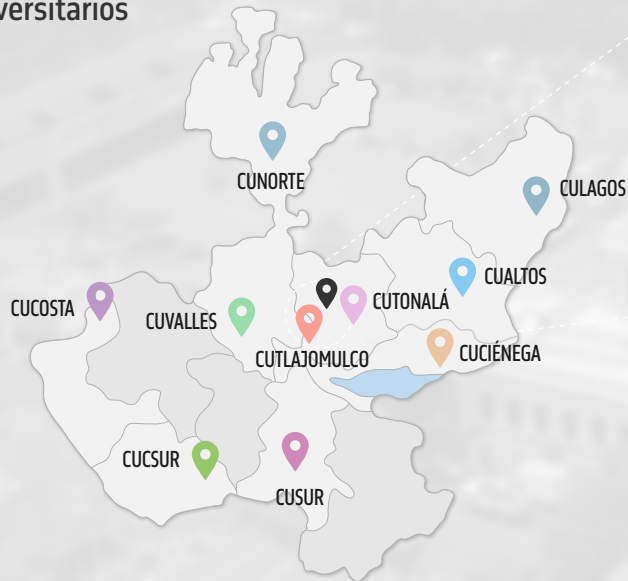 versitarios
CUNORTE
CULAGOS
CUALTOS
CUCOSTA
CUTONALÁ
CUVALLES
CUTLAJOMULCO
CUCIÉNEGA
CUCSUR
CUSUR